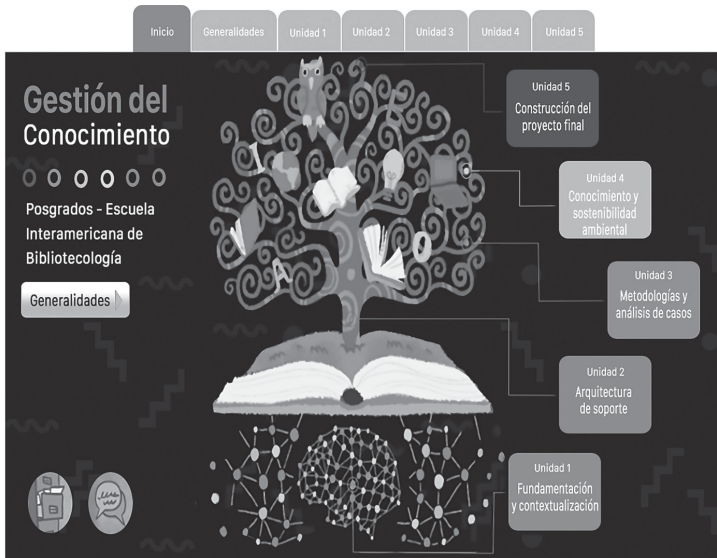 Inicio
Generalidades
Unidad 1
Unidad 2
Unidad 3
Unidad 4
Unidad 5
Gestión del
Conocimiento
Posgrados - Escuela
Interamericana de
Bibliotecología
Generalidades
Unidad 5
Construcción del
proyecto final
Unidad 4
Conocimiento y
sostenibilidad
ambiental
Unidad 3
Metodologías y
análisis de casos
Unidad 2
Arquitectura
de soporte
Unidad 1
Fundamentación
y contextualización